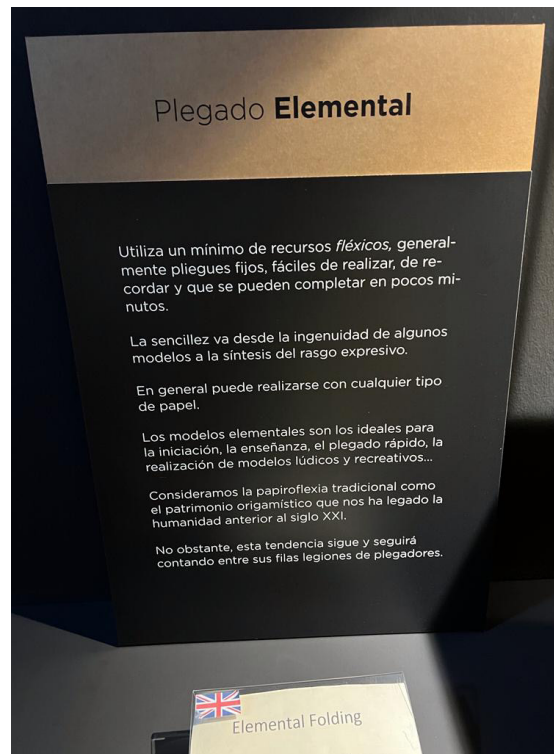 Plegado Elemental
Utiliza un mínimo de recursos fléxicos, general-
mente pliegues fijos, fáciles de realizar, de re-
cordar y que se pueden completar en pocos mi-
nutos.
La sencillez va desde la ingenuidad de algunos
modelos a la síntesis del rasgo expresivo.
En general puede realizarse con cualquier tipo
de papel.
Los modelos elementales son los ideales para
la iniciación, la enseñanza, el plegado rápido, la
realización de modelos lúdicos y recreativos...
Consideramos la papiroflexia tradicional como
el patrimonio origamístico que nos ha legado la
humanidad anterior al siglo XXI.
No obstante, esta tendencia sigue y seguirá
contando entre sus filas legiones de plegadores.
Elemental Folding